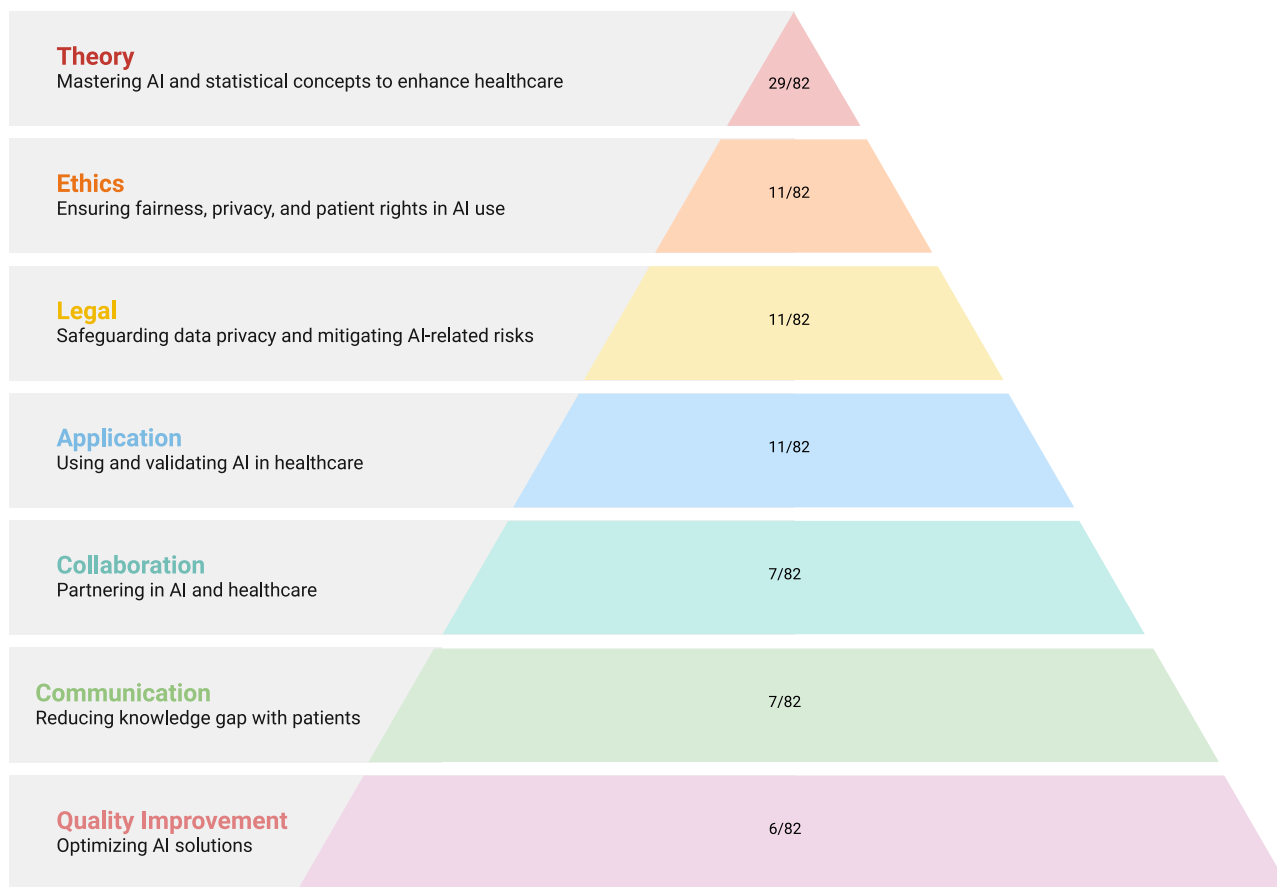 Theory
Mastering AI and statistical concepts to enhance healthcare
29/82
Ethics
Ensuring fairness, privacy, and patient rights in AI use
11/82
Legal
Safeguarding data privacy and mitigating AI-related risks
11/82
Application
Using and validating AI in healthcare
11/82
Collaboration
Partnering in AI and healthcare
7/82
Communication
Reducing knowledge gap with patients
7/82
Quality Improvement
Optimizing AI solutions
6/82